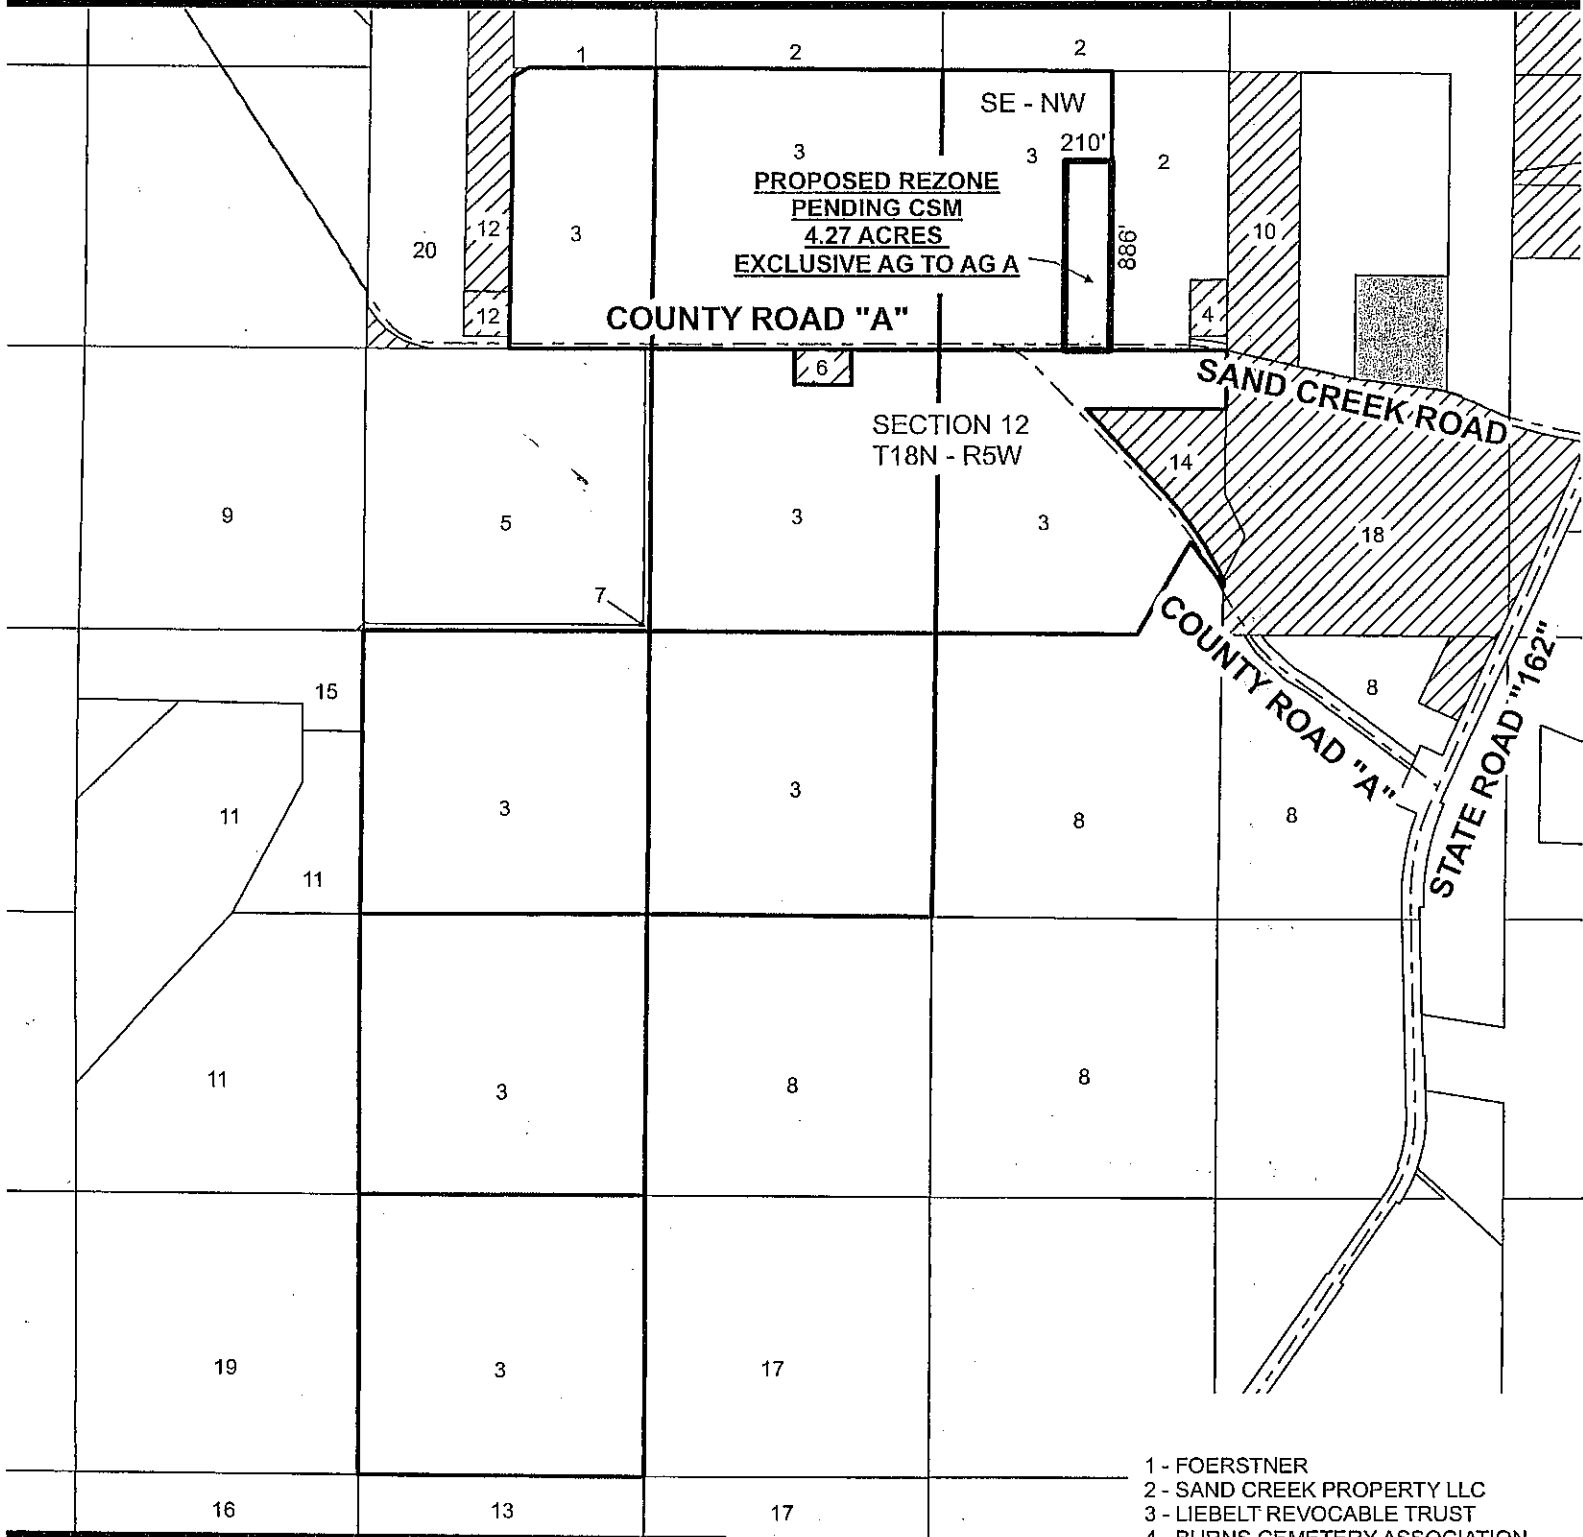 1
2
2
SE - NW
210'
3
3
2
PROPOSED REZONE
PENDING CSM
4.27 ACRES
EXCLUSIVE AG TO AG A
886'
12
3
20
10
12
COUNTY ROAD "A"
4
6
SAND CREEK ROAD
SECTION 12
T18N - R5W
14
9
5
3
3
18
7
COUNTY ROAD "A"
15
8
STATE ROAD "162"
3
3
11
8
8
11
11
3
8
8
19
3
17
16
13
17
1 - FOERSTNER
2 - SAND CREEK PROPERTY LLC
3 - LIEBELT REVOCABLE TRUST
4 - BURNS CEMETERY ASSOCIATION